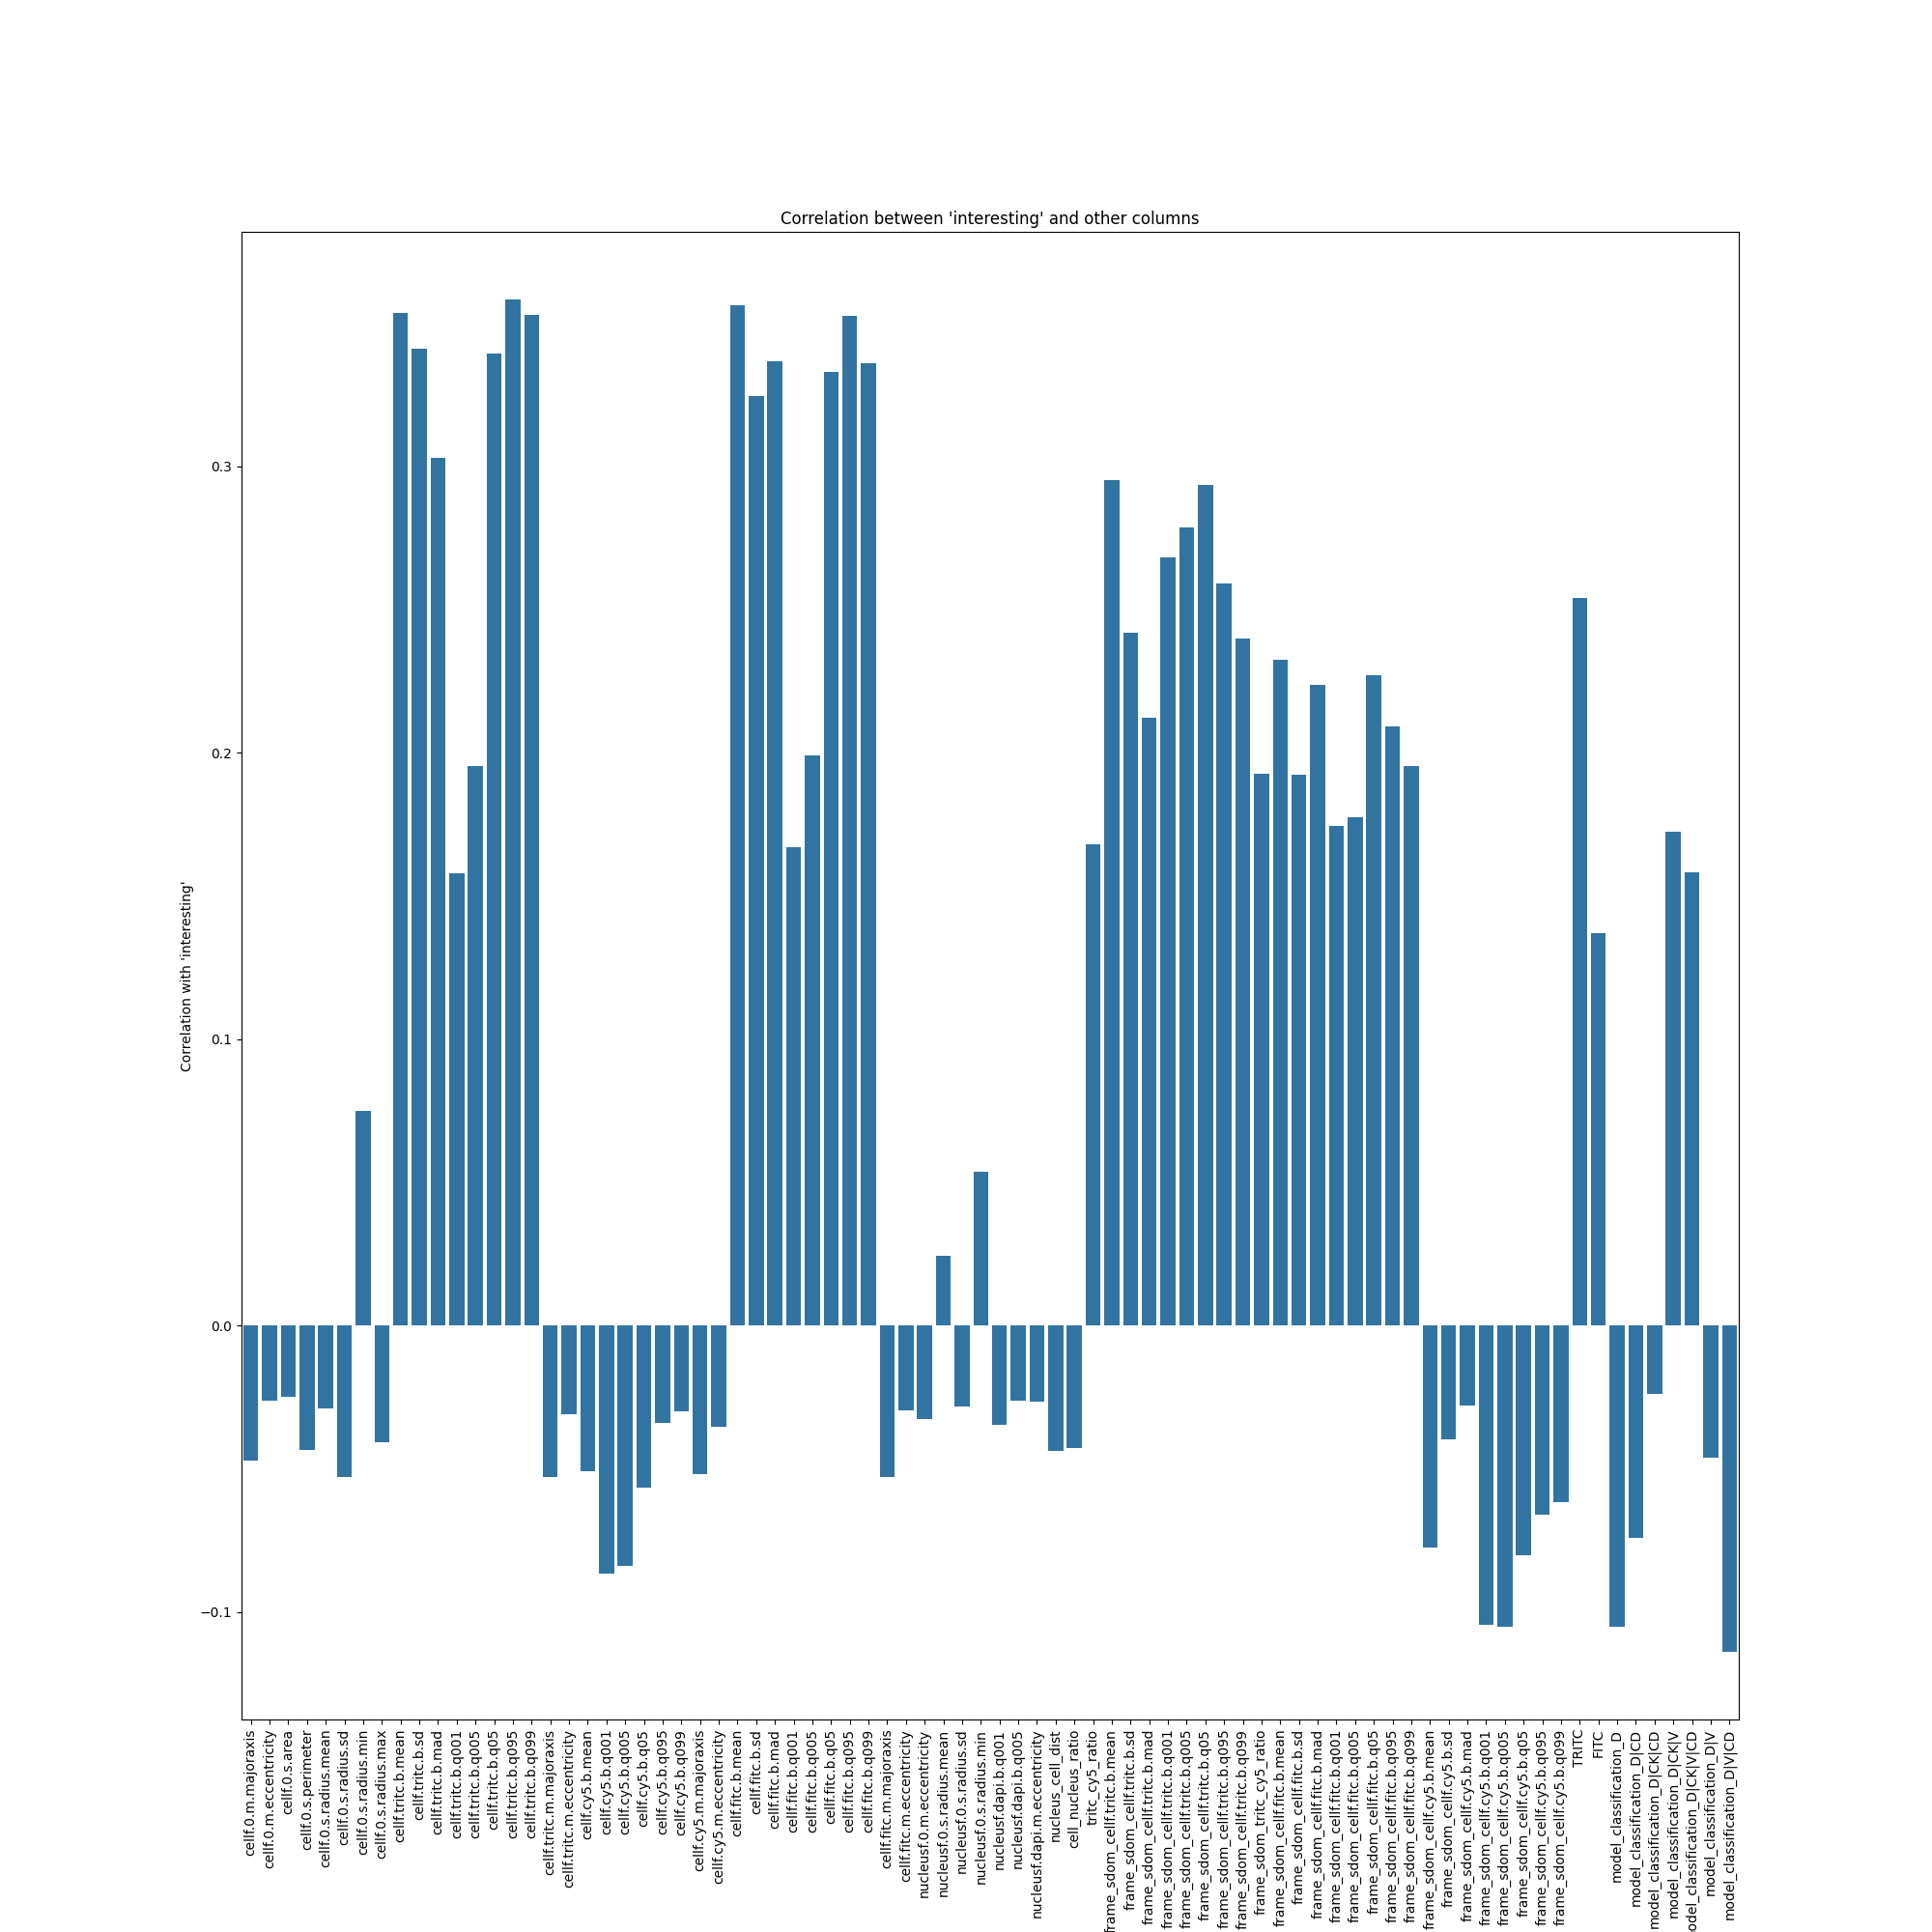 Correlation between 'interesting' and other columns
Correlation with 'interesting'
0.3
0.2
0.1
0.0
−0.1
cellf.0.m.majoraxis
cellf.0.m.eccentricity
cellf.0.s.area
cellf.0.s.perimeter
cellf.0.s.radius.mean
cellf.0.s.radius.sd
cellf.0.s.radius.min
cellf.0.s.radius.max
cellf.tritc.b.mean
cellf.tritc.b.sd
cellf.tritc.b.mad
cellf.tritc.b.q001
cellf.tritc.b.q005
cellf.tritc.b.q05
cellf.tritc.b.q095
cellf.tritc.b.q099
cellf.tritc.m.majoraxis
cellf.tritc.m.eccentricity
cellf.cy5.b.mean
cellf.cy5.b.q001
cellf.cy5.b.q005
cellf.cy5.b.q05
cellf.cy5.b.q095
cellf.cy5.b.q099
cellf.cy5.m.majoraxis
cellf.cy5.m.eccentricity
cellf.fitc.b.mean
cellf.fitc.b.sd
cellf.fitc.b.mad
cellf.fitc.b.q001
cellf.fitc.b.q005
cellf.fitc.b.q05
cellf.fitc.b.q095
cellf.fitc.b.q099
cellf.fitc.m.majoraxis
cellf.fitc.m.eccentricity
nucleusf.0.m.eccentricity
nucleusf.0.s.radius.mean
nucleusf.0.s.radius.sd
nucleusf.0.s.radius.min
nucleusf.dapi.b.q001
nucleusf.dapi.b.q005
nucleusf.dapi.m.eccentricity
nucleus_cell_dist
cell_nucleus_ratio
tritc_cy5_ratio
frame_sdom_cellf.tritc.b.mean
frame_sdom_cellf.tritc.b.sd
frame_sdom_cellf.tritc.b.mad
frame_sdom_cellf.tritc.b.q001
frame_sdom_cellf.tritc.b.q005
frame_sdom_cellf.tritc.b.q05
frame_sdom_cellf.tritc.b.q095
frame_sdom_cellf.tritc.b.q099
frame_sdom_tritc_cy5_ratio
frame_sdom_cellf.fitc.b.mean
frame_sdom_cellf.fitc.b.sd
frame_sdom_cellf.fitc.b.mad
frame_sdom_cellf.fitc.b.q001
frame_sdom_cellf.fitc.b.q005
frame_sdom_cellf.fitc.b.q05
frame_sdom_cellf.fitc.b.q095
frame_sdom_cellf.fitc.b.q099
frame_sdom_cellf.cy5.b.mean
frame_sdom_cellf.cy5.b.sd
frame_sdom_cellf.cy5.b.mad
frame_sdom_cellf.cy5.b.q001
frame_sdom_cellf.cy5.b.q005
frame_sdom_cellf.cy5.b.q05
frame_sdom_cellf.cy5.b.q095
frame_sdom_cellf.cy5.b.q099
TRITC
FITC
model_classification_D
model_classification_D|CD
model_classification_D|CK|CD
model_classification_D|CK|V
odel_classification_D|CK|V|CD
model_classification_D|V
model_classification_D|V|CD